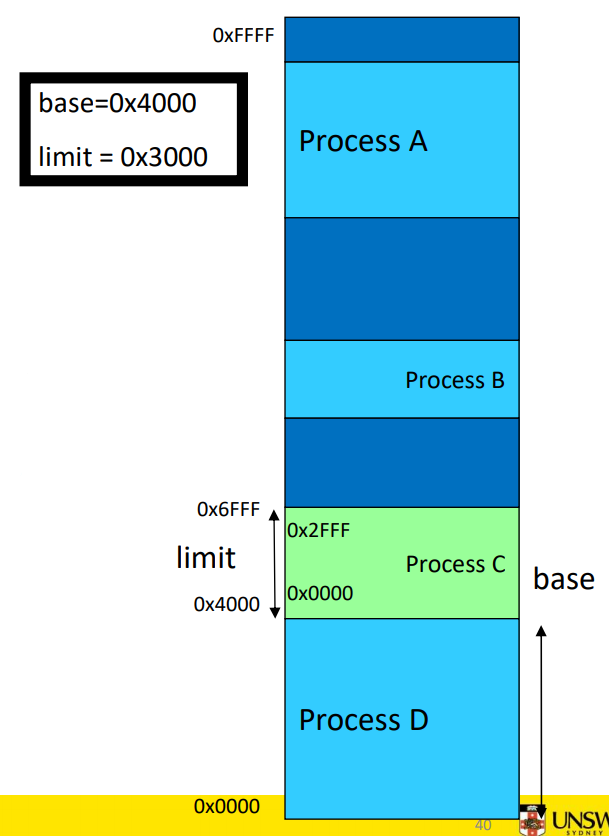 0xFFFF
base=0x4000
limit = 0x3000
Process A
Process B
0x6FFF
0x2FFF
limit
Process C
base
0x4000
0x0000
Process D
0x0000
40
UNSW
SYDNEY